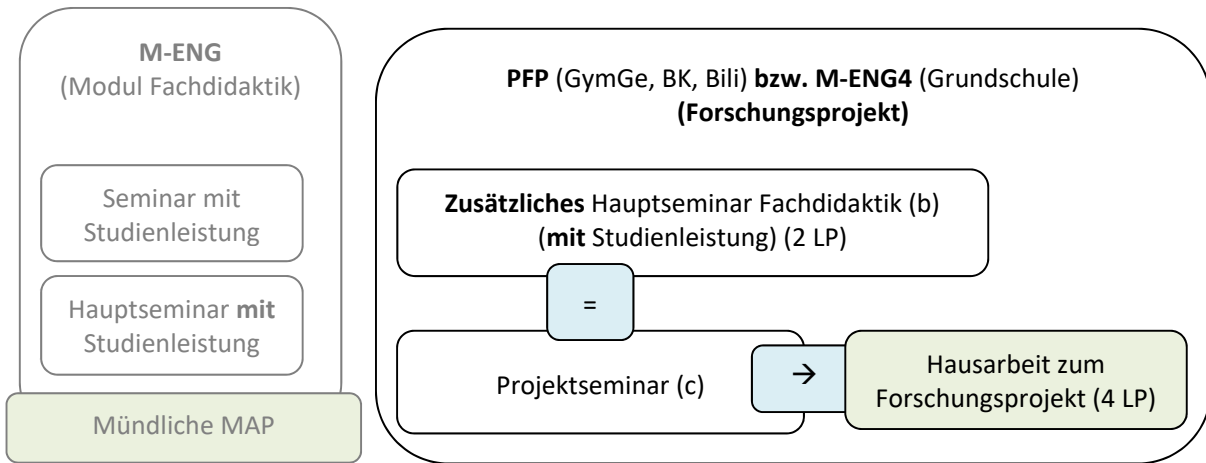 M-ENG
(Modul Fachdidaktik)
Seminar mit
Studienleistung
Hauptseminar mit
Studienleistung
Mündliche MAP
PFP (GymGe, BK, Bili) bzw. M-ENG4 (Grundschule)
(Forschungsprojekt)
Zusätzliches Hauptseminar Fachdidaktik (b)
(mit Studienleistung) (2 LP)
=
Projektseminar (c)
→
Hausarbeit zum
Forschungsprojekt (4 LP)